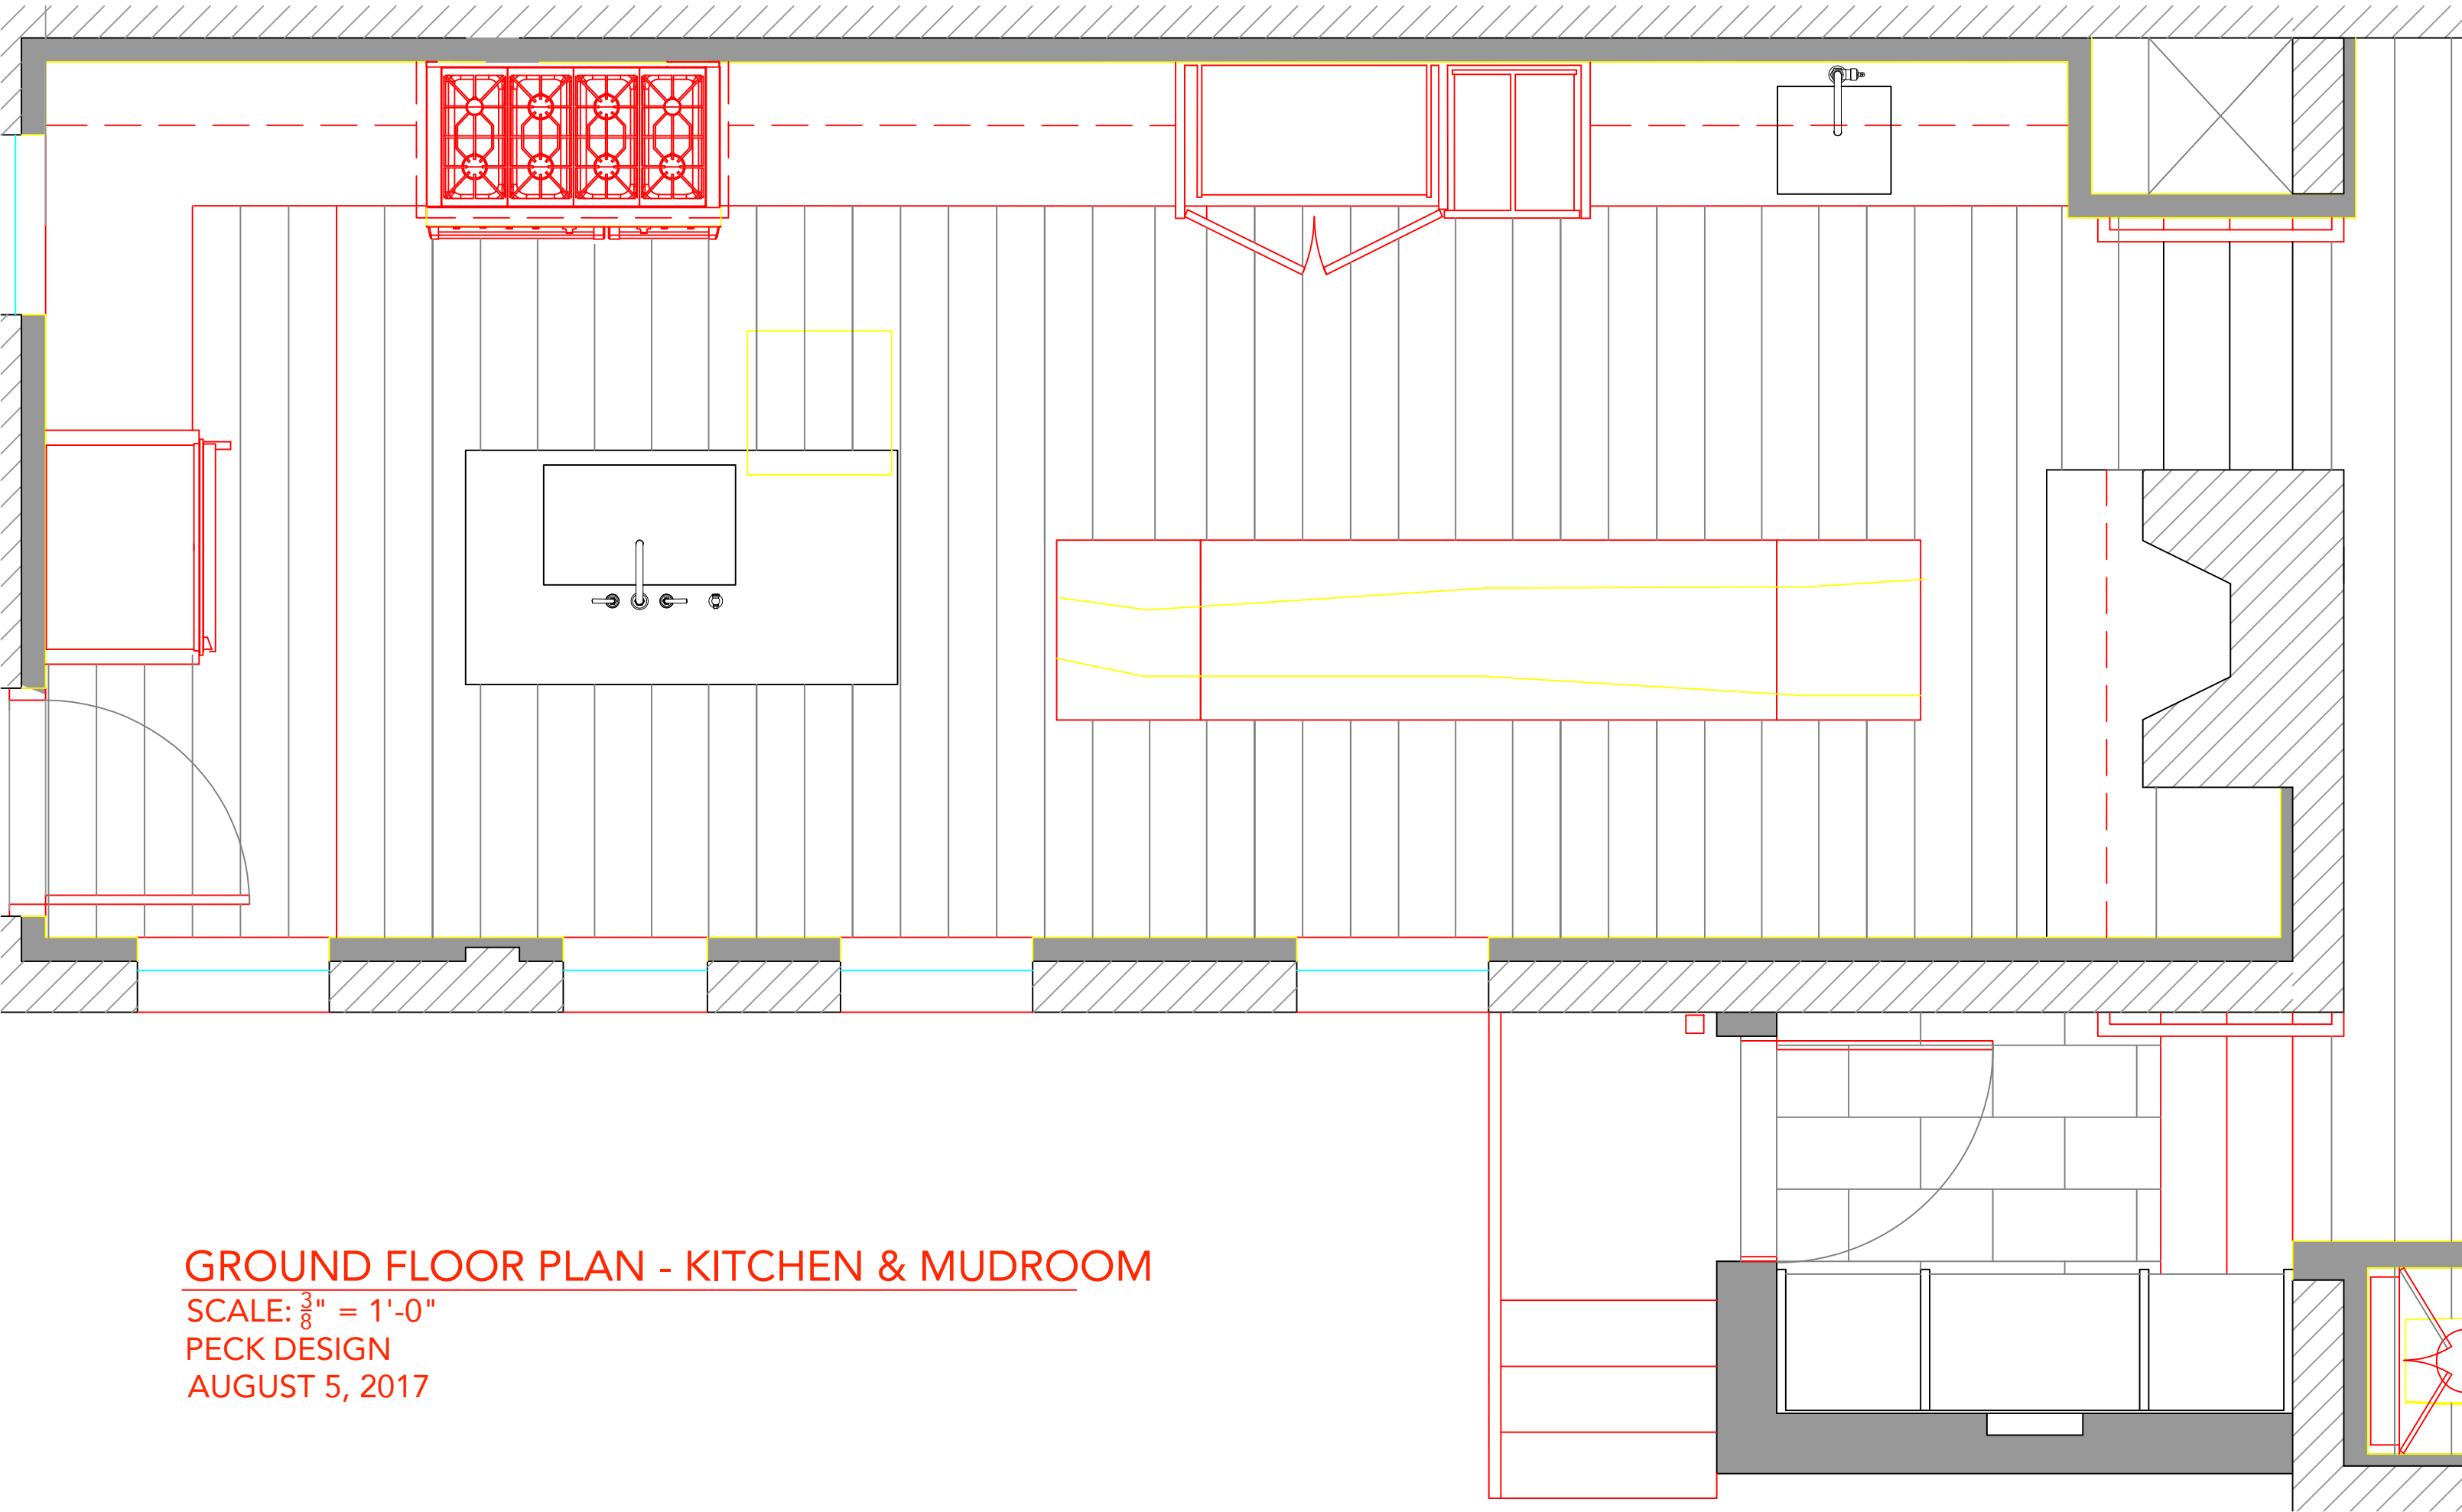 GROUND FLOOR PLAN - KITCHEN & MUDROOM
SCALE: 3/8" = 1'-0"
PECK DESIGN
AUGUST 5, 2017